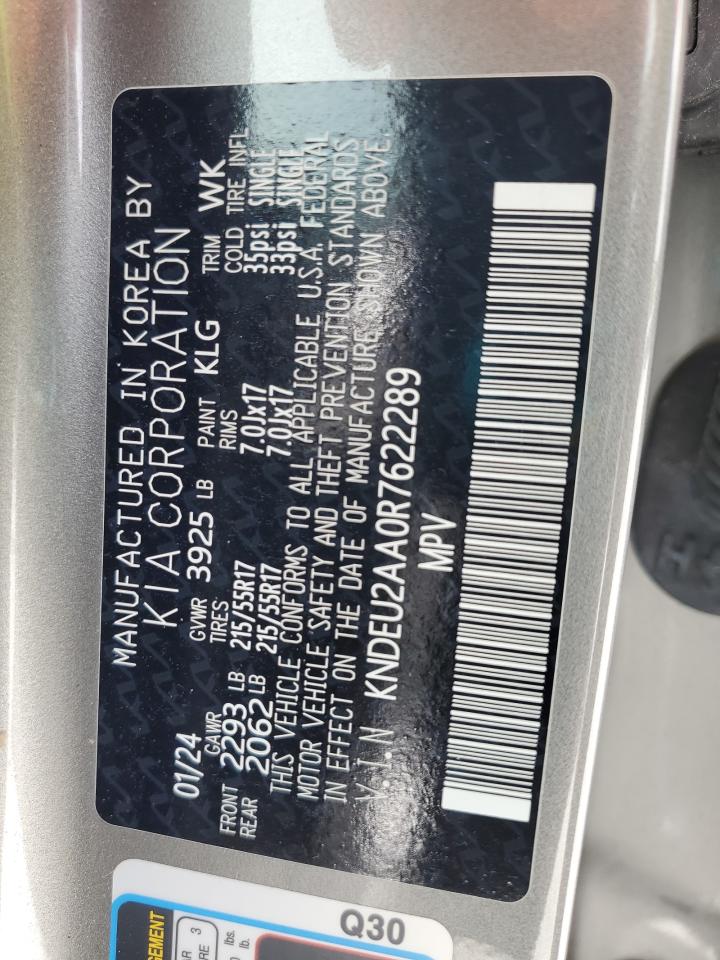 MANUFACTURED IN KOREA BY
KIA CORPORATION
01/24
GVWR 3925 LB PAINT KLG TRIM WK
GAWR TIRES RIMS COLD TIRE INFL
FRONT 2293 LB 215/55R17 7.0Jx17 35psi SINGLE
REAR 2062 LB 215/55R17 7.0Jx17 33psi SINGLE
THIS VEHICLE CONFORMS TO ALL APPLICABLE U.S.A. FEDERAL
MOTOR VEHICLE SAFETY AND THEFT PREVENTION STANDARDS
IN EFFECT ON THE DATE OF MANUFACTURE SHOWN ABOVE.
V.I.N KNDEU2AA0R7622289
MPV
Q30
3
lbs.
lb.